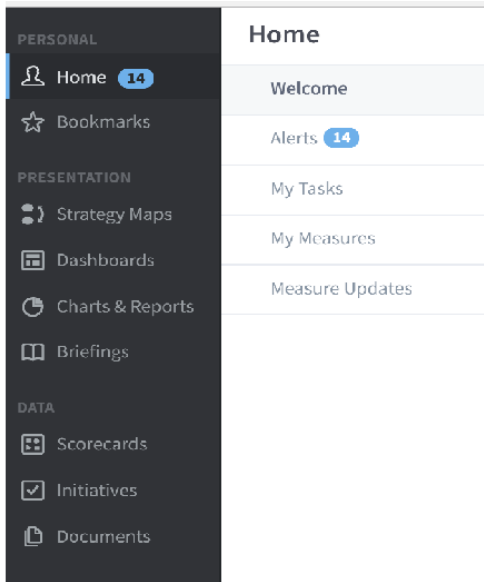 PERSONAL
Home 14
Bookmarks
PRESENTATION
Strategy Maps
Dashboards
Charts & Reports
Briefings
DATA
Scorecards
Initiatives
Documents
Home
Welcome
Alerts 14
My Tasks
My Measures
Measure Updates